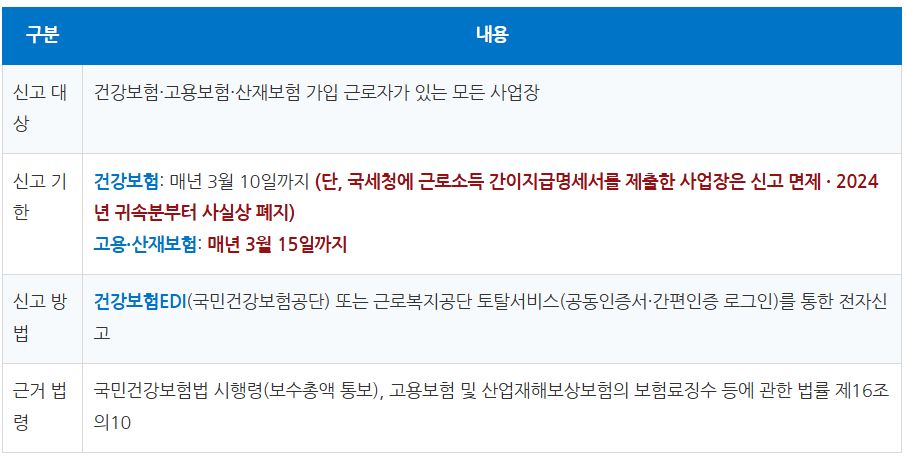 구분
내용
신고 대
상
건강보험·고용보험·산재보험 가입 근로자가 있는 모든 사업장
신고 기
한
건강보험: 매년 3월 10일까지 (단, 국세청에 근로소득 간이지급명세서를 제출한 사업장은 신고 면제 · 2024
년 귀속분부터 사실상 폐지)
고용·산재보험: 매년 3월 15일까지
신고 방
법
건강보험EDI(국민건강보험공단) 또는 근로복지공단 토탈서비스(공동인증서·간편인증 로그인)를 통한 전자신
고
근거 법
령
국민건강보험법 시행령(보수총액 통보), 고용보험 및 산업재해보상보험의 보험료징수 등에 관한 법률 제16조
의10